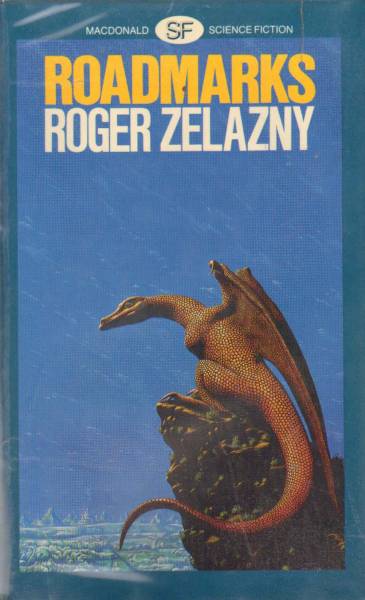 MACDONALD SF SCIENCE FICTION
ROADMARKS
ROGER ZELAZNY